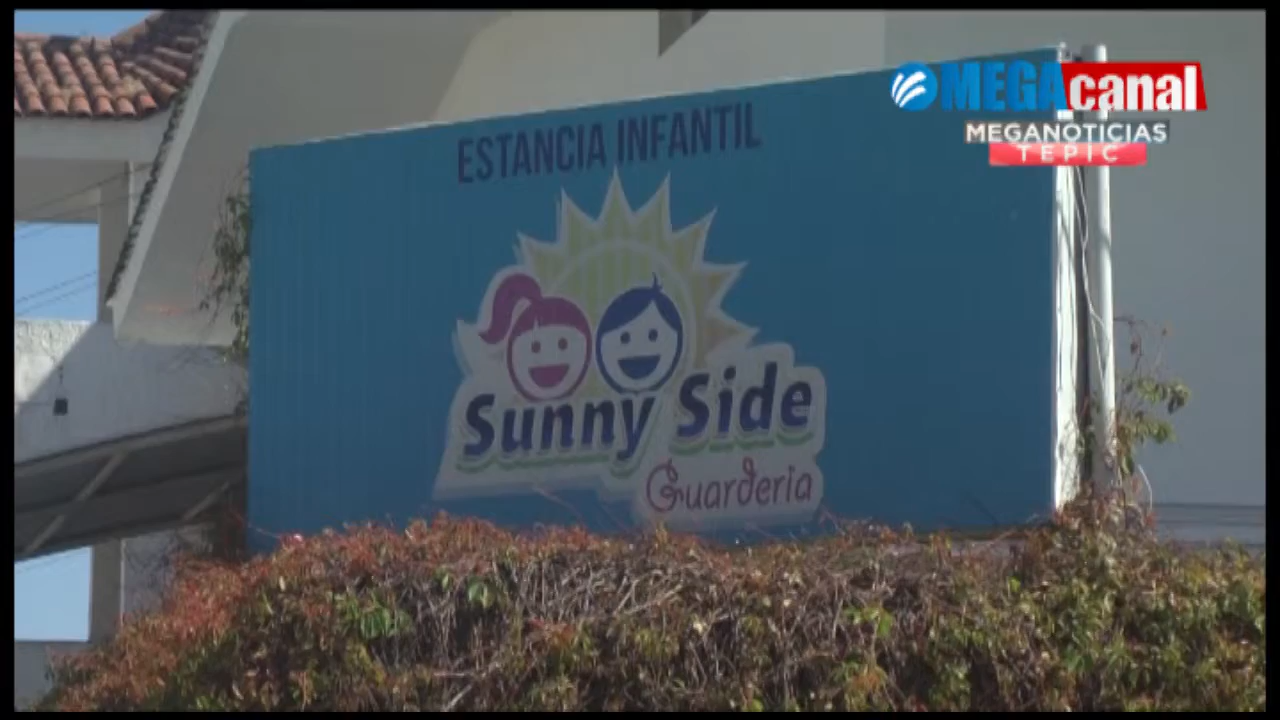 MEGAcanal
MEGANOTICIAS
TEPIC
ESTANCIA INFANTIL
Sunny Side
Guarderia